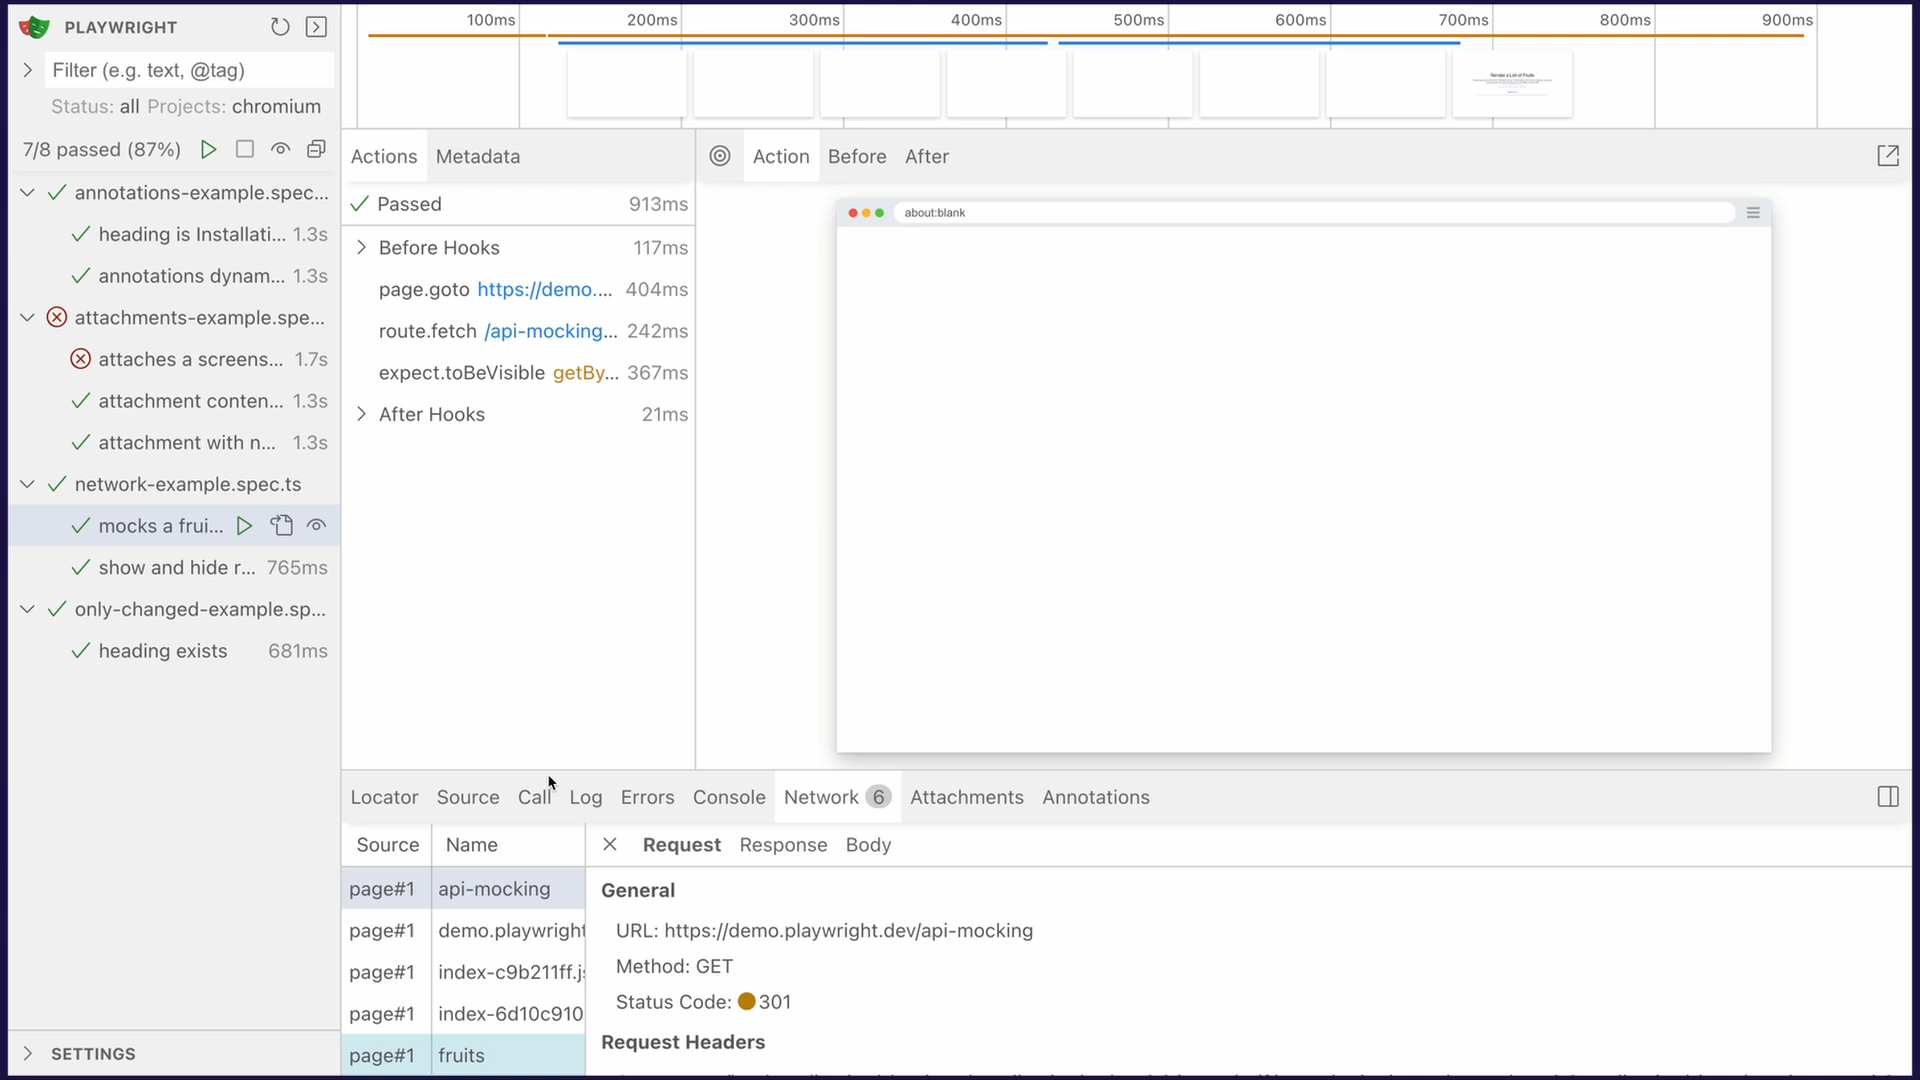 PLAYWRIGHT
Filter (e.g. text, @tag)
Status: all Projects: chromium
7/8 passed (87%)
annotations-example.spec...
heading is Installati... 1.3s
annotations dynam... 1.3s
attachments-example.spe...
attaches a screens... 1.7s
attachment conten... 1.3s
attachment with n... 1.3s
network-example.spec.ts
mocks a frui...
show and hide r... 765ms
only-changed-example.sp...
heading exists 681ms
SETTINGS
100ms 200ms 300ms 400ms 500ms 600ms 700ms 800ms 900ms
Render a List of Fruits
Actions Metadata
Passed 913ms
Before Hooks 117ms
page.goto https://demo.... 404ms
route.fetch /api-mocking... 242ms
expect.toBeVisible getBy... 367ms
After Hooks 21ms
Action Before After
about:blank
Locator Source Call Log Errors Console Network 6 Attachments Annotations
Source Name
page#1 api-mocking
page#1 demo.playwright
page#1 index-c9b211ff.js
page#1 index-6d10c910
page#1 fruits
Request Response Body
General
URL: https://demo.playwright.dev/api-mocking
Method: GET
Status Code: 301
Request Headers